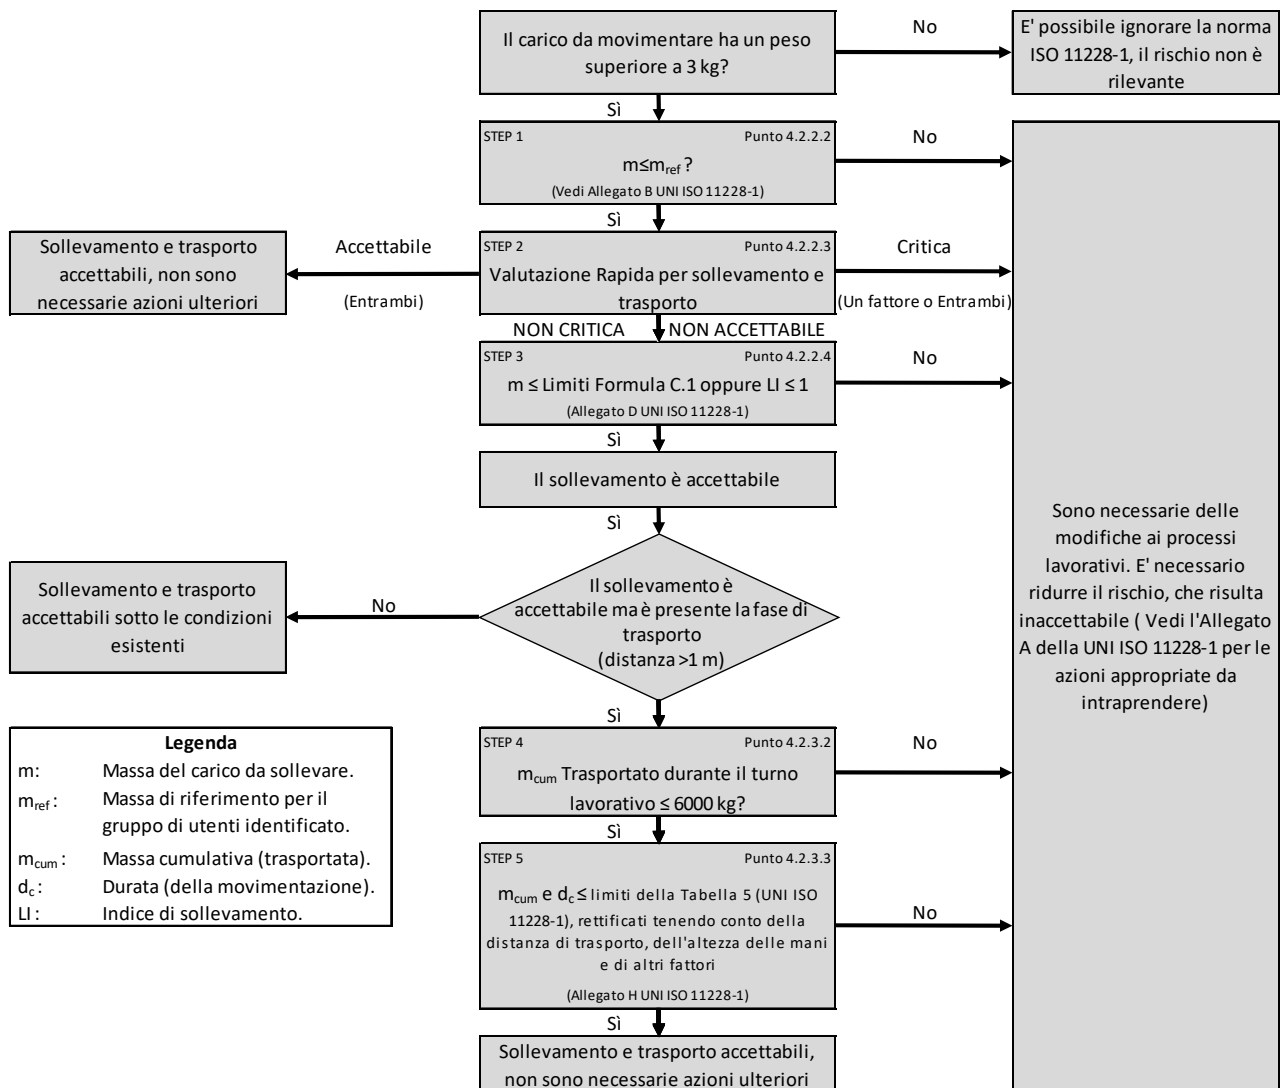 Il carico da movimentare ha un peso
superiore a 3 kg?
No
E' possibile ignorare la norma
ISO 11228-1, il rischio non è
rilevante
Sì
STEP 1 Punto 4.2.2.2
m≤mref ?
(Vedi Allegato B UNI ISO 11228-1)
No
Sì
Sollevamento e trasporto
accettabili, non sono
necessarie azioni ulteriori
Accettabile
(Entrambi)
STEP 2 Punto 4.2.2.3
Valutazione Rapida per sollevamento e
trasporto
Critica
(Un fattore o Entrambi)
NON CRITICA NON ACCETTABILE
STEP 3 Punto 4.2.2.4
m ≤ Limiti Formula C.1 oppure LI ≤ 1
(Allegato D UNI ISO 11228-1)
No
Sì
Il sollevamento è accettabile
Sì
Sono necessarie delle
modifiche ai processi
lavorativi. E' necessario
ridurre il rischio, che risulta
inaccettabile ( Vedi l'Allegato
A della UNI ISO 11228-1 per le
azioni appropriate da
intraprendere)
Il sollevamento è
accettabile ma è presente la fase di
trasporto
(distanza >1 m)
No
Sollevamento e trasporto
accettabili sotto le condizioni
esistenti
Sì
STEP 4 Punto 4.2.3.2
mcum Trasportato durante il turno
lavorativo ≤ 6000 kg?
No
Sì
Legenda
m: Massa del carico da sollevare.
mref : Massa di riferimento per il
gruppo di utenti identificato.
mcum : Massa cumulativa (trasportata).
dc : Durata (della movimentazione).
LI : Indice di sollevamento.
STEP 5 Punto 4.2.3.3
mcum e dc ≤ limiti della Tabella 5 (UNI ISO
11228-1), rettificati tenendo conto della
distanza di trasporto, dell'altezza delle mani
e di altri fattori
(Allegato H UNI ISO 11228-1)
No
Sì
Sollevamento e trasporto accettabili,
non sono necessarie azioni ulteriori